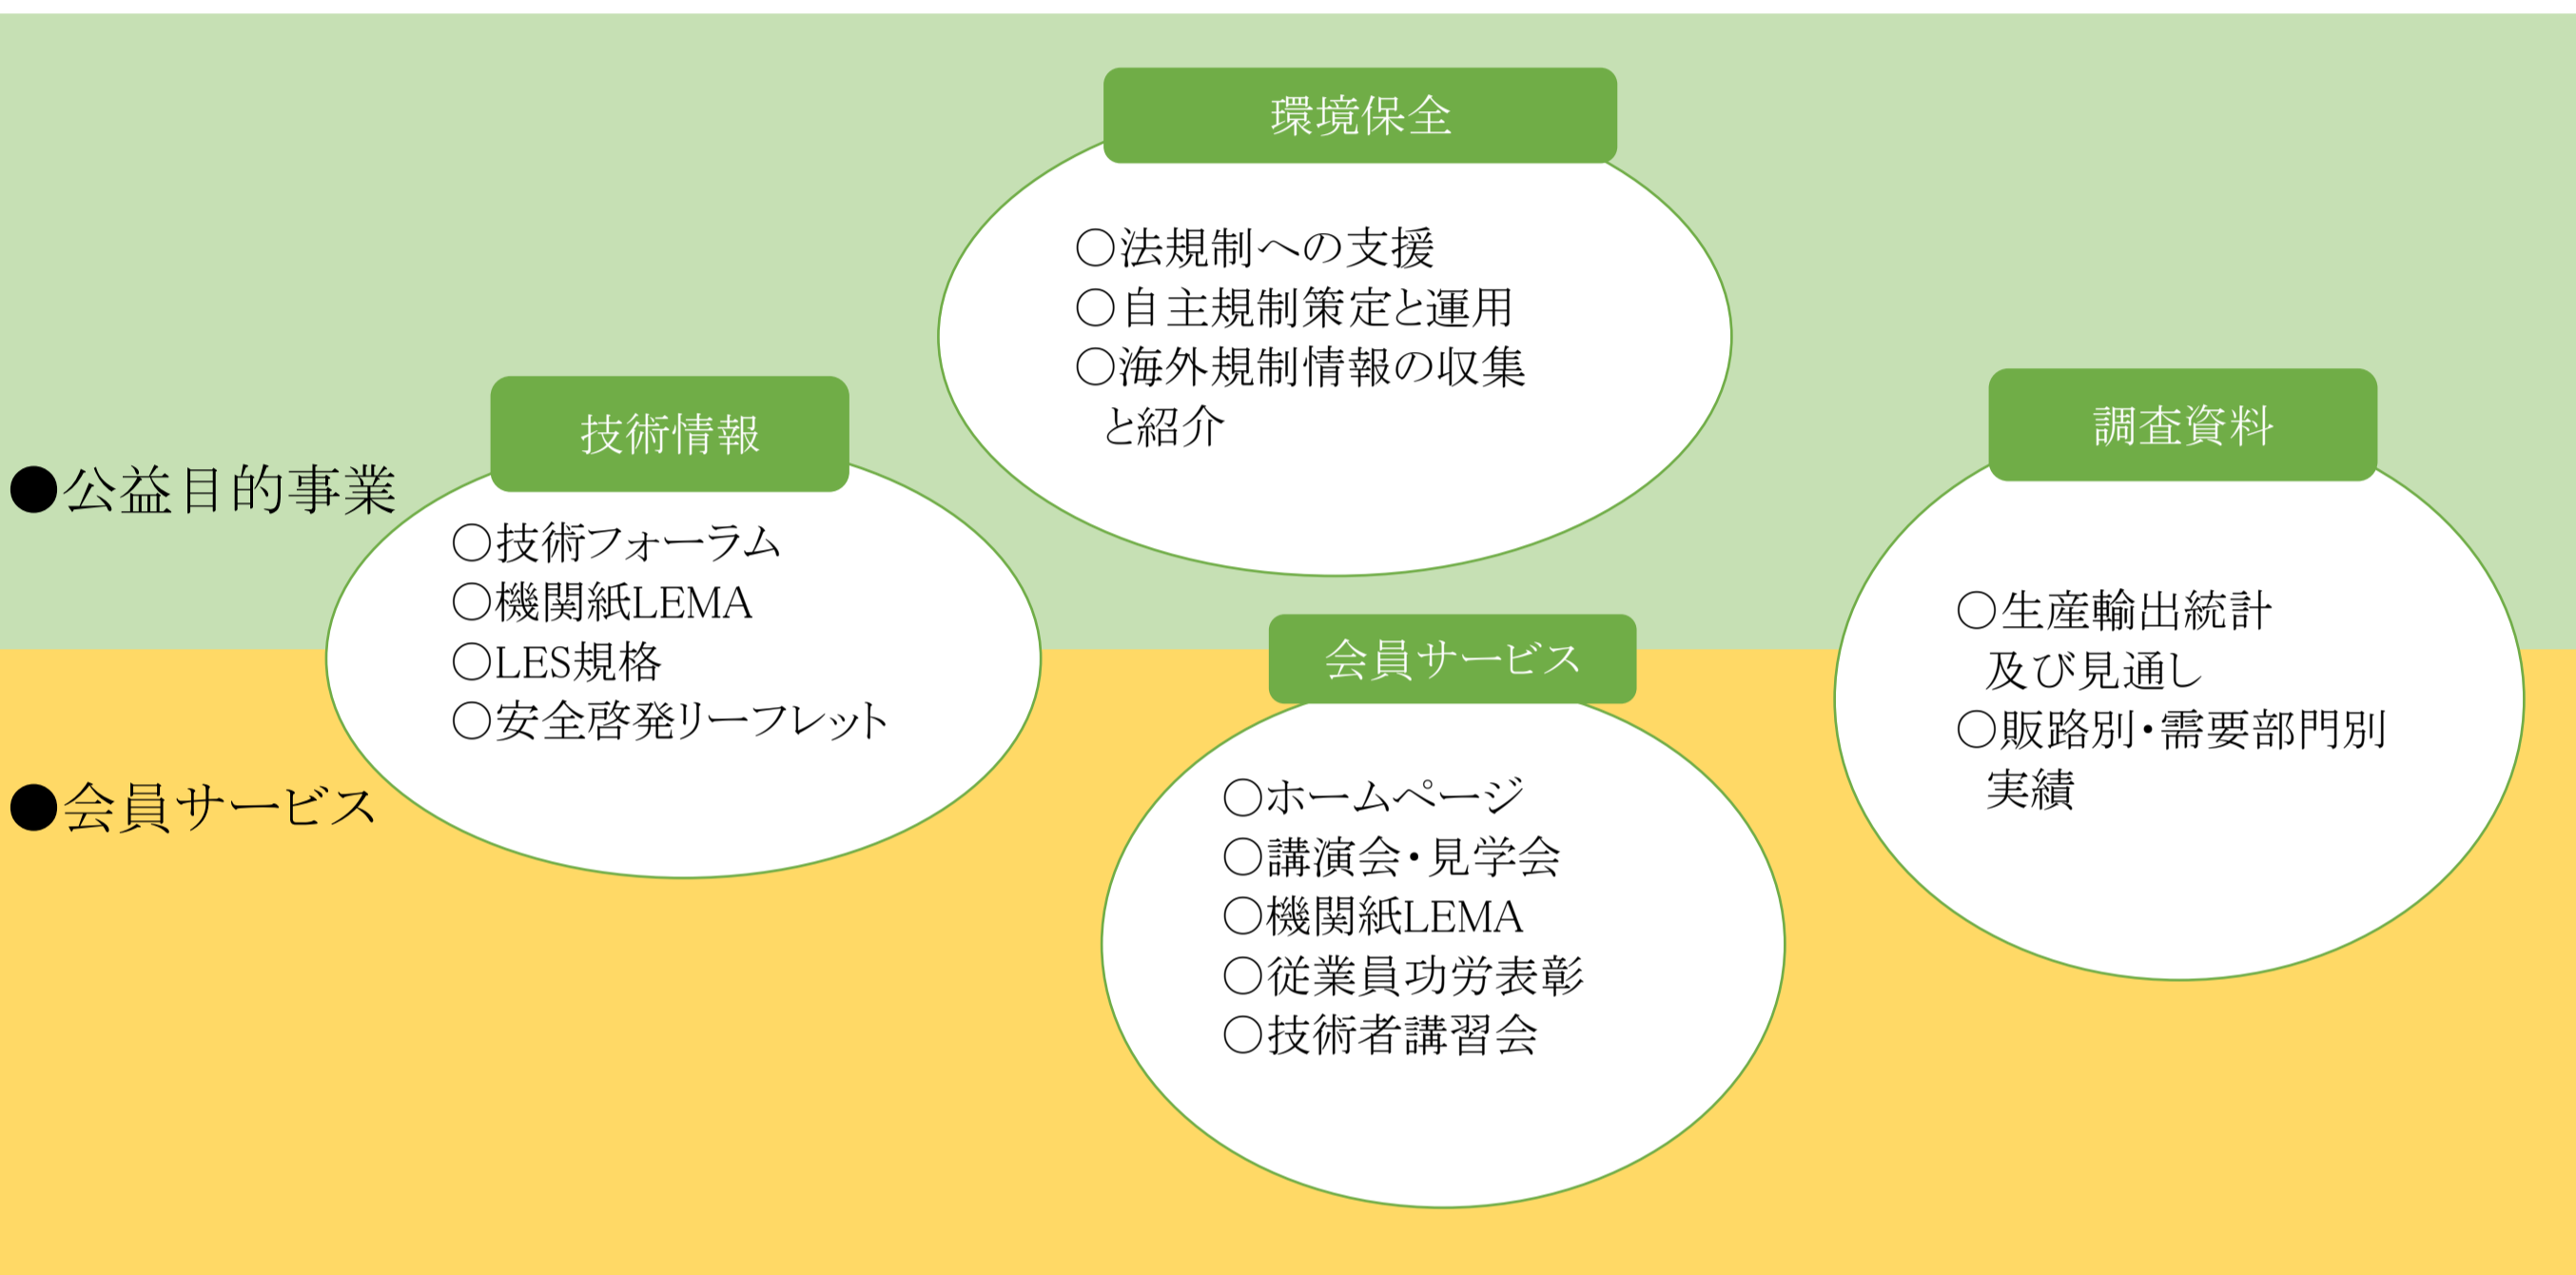 環境保全
○法規制への支援
○自主規制策定と運用
○海外規制情報の収集
と紹介
技術情報
○技術フォーラム
○機関紙LEMA
○LES規格
○安全啓発リーフレット
調査資料
○生産輸出統計
及び見通し
○販路別・需要部門別
実績
●公益目的事業
●会員サービス
会員サービス
○ホームページ
○講演会・見学会
○機関紙LEMA
○従業員功労表彰
○技術者講習会